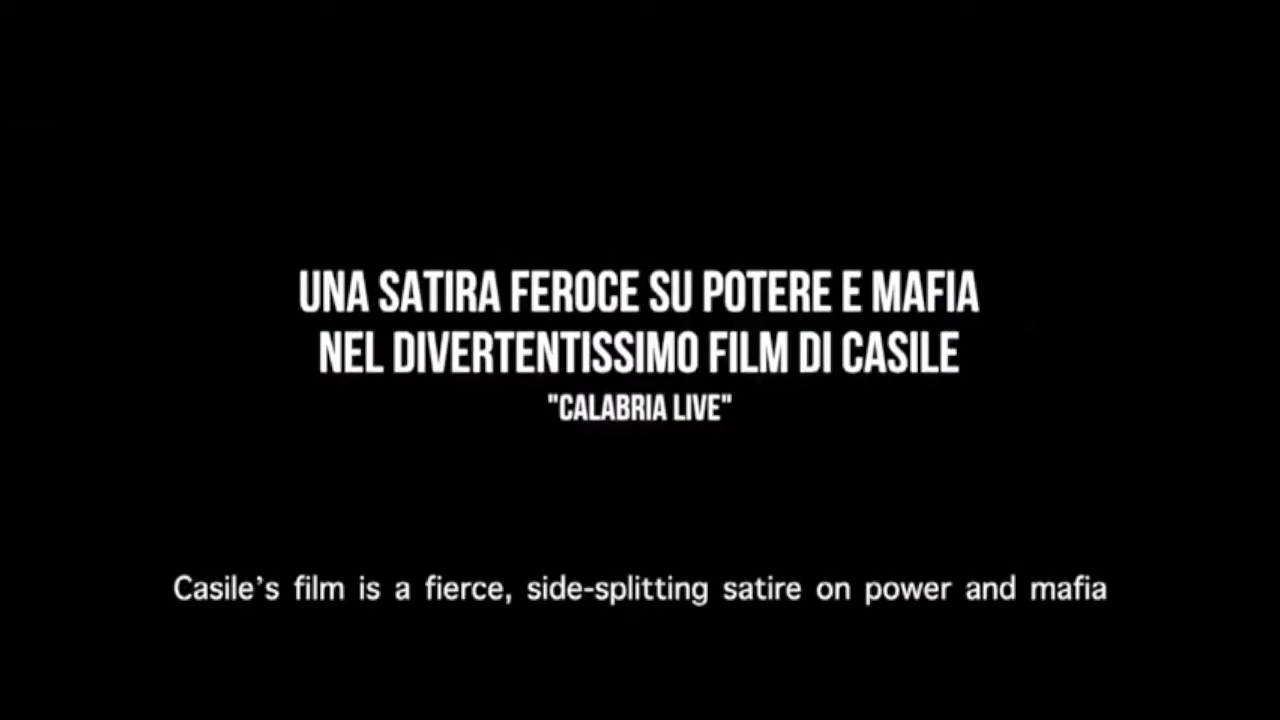 UNA SATIRA FEROCE SU POTERE E MAFIA
NEL DIVERTENTISSIMO FILM DI CASILE
"CALABRIA LIVE"
Casile’s film is a fierce, side-splitting satire on power and mafia